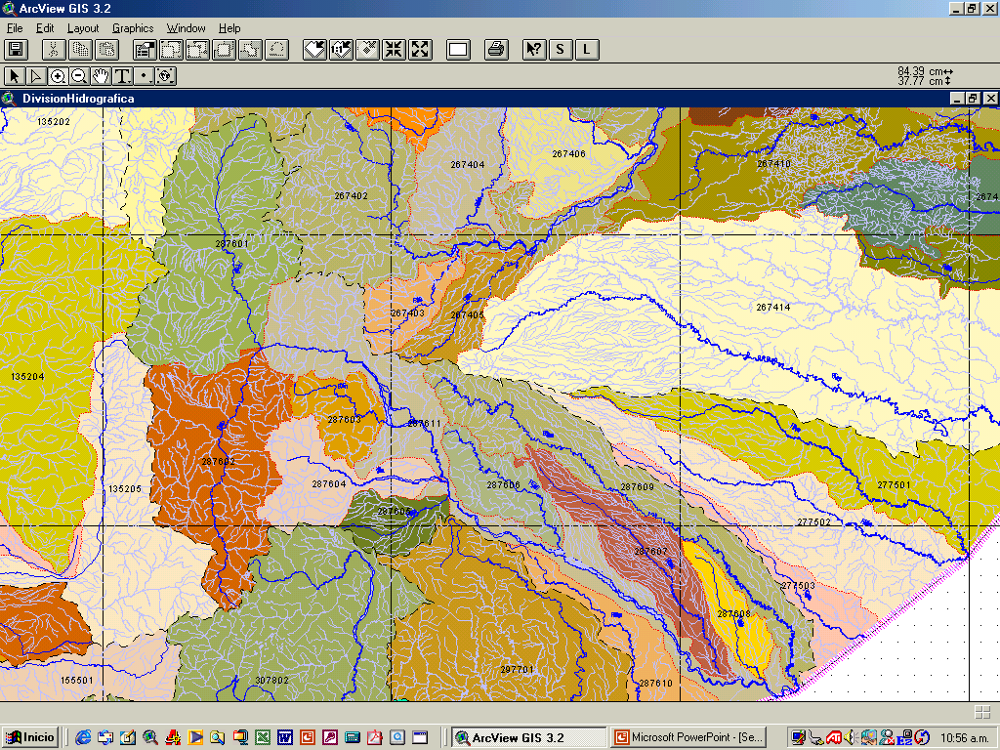 ArcView GIS 3.2
File Edit Layout Graphics Window Help
S L
T
84.39 cm
37.77 cm
DivisionHidrografica
135202
267406
267404
267410
267402
2674
287601
267414
267403
267405
135204
287603
287611
287602
287604
287606
287609
277501
135205
287605
277502
287607
277503
287608
297701
155501
307802
287610
Inicio
ArcView GIS 3.2
Microsoft PowerPoint - [Se...
10:56 a.m.